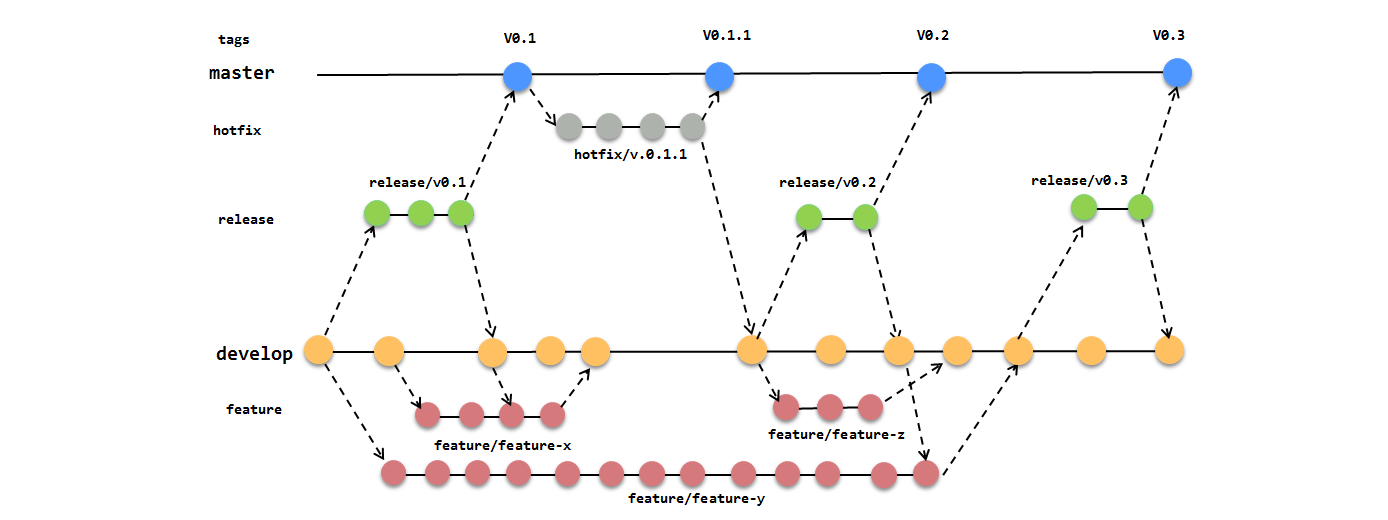 tags
V0.1
V0.1.1
V0.2
V0.3
master
hotfix
hotfix/v.0.1.1
release/v0.1
release/v0.2
release/v0.3
release
develop
feature
feature/feature-x
feature/feature-z
feature/feature-y